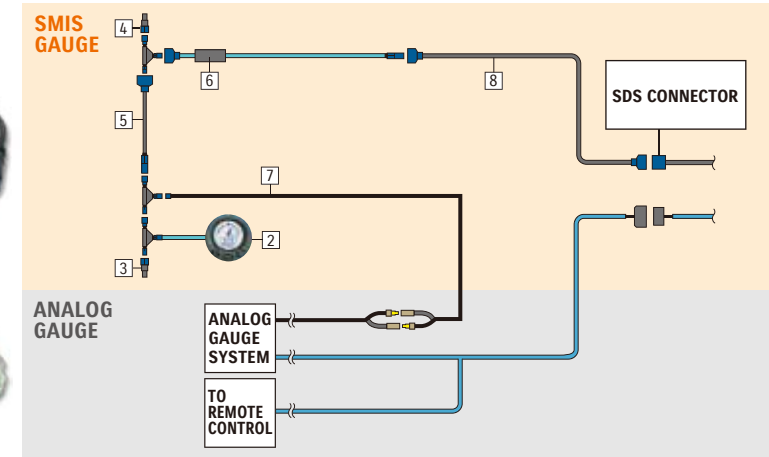 SMIS
GAUGE
4
6
8
SDS CONNECTOR
5
7
2
3
ANALOG
GAUGE
ANALOG
GAUGE
SYSTEM
TO
REMOTE
CONTROL